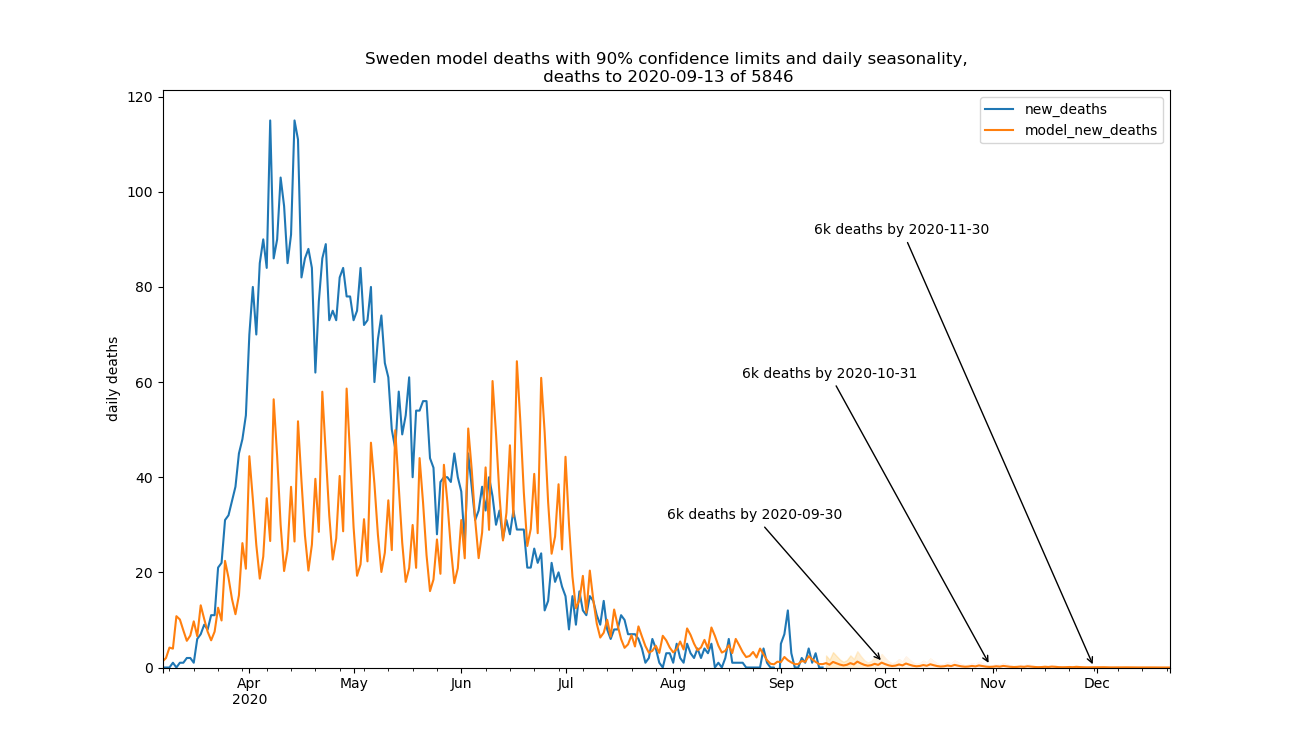 Sweden model deaths with 90% confidence limits and daily seasonality,
deaths to 2020-09-13 of 5846
new_deaths
model_new_deaths
daily deaths
120
100
80
60
40
20
0
6k deaths by 2020-11-30
6k deaths by 2020-10-31
6k deaths by 2020-09-30
Apr May Jun Jul Aug Sep Oct Nov Dec
2020